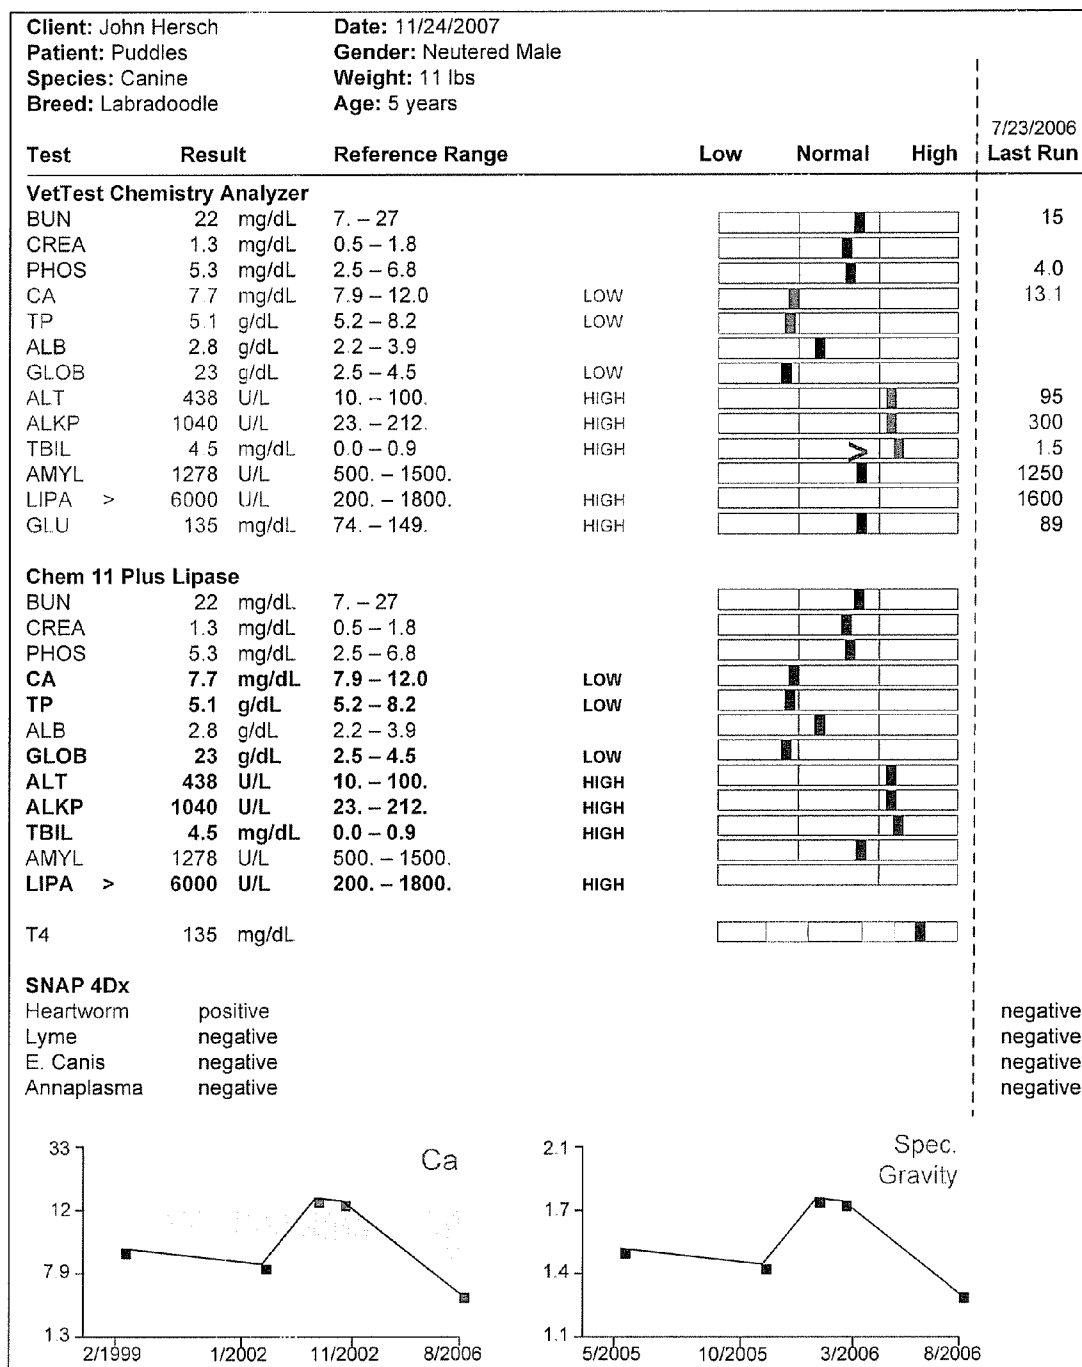 Client: John Hersch Date: 11/24/2007
Patient: Puddles Gender: Neutered Male
Species: Canine Weight: 11 lbs
Breed: Labradoodle Age: 5 years
7/23/2006
Test Result Reference Range Low Normal High Last Run
VetTest Chemistry Analyzer
BUN 22 mg/dL 7. – 27 15
CREA 1.3 mg/dL 0.5 – 1.8
PHOS 5.3 mg/dL 2.5 – 6.8 4.0
CA 7.7 mg/dL 7.9 – 12.0 LOW 13.1
TP 5.1 g/dL 5.2 – 8.2 LOW
ALB 2.8 g/dL 2.2 – 3.9
GLOB 23 g/dL 2.5 – 4.5 LOW
ALT 438 U/L 10. – 100. HIGH 95
ALKP 1040 U/L 23. – 212. HIGH 300
TBIL 4.5 mg/dL 0.0 – 0.9 HIGH > 1.5
AMYL 1278 U/L 500. – 1500. 1250
LIPA > 6000 U/L 200. – 1800. HIGH 1600
GLU 135 mg/dL 74. – 149. HIGH 89
Chem 11 Plus Lipase
BUN 22 mg/dL 7. – 27
CREA 1.3 mg/dL 0.5 – 1.8
PHOS 5.3 mg/dL 2.5 – 6.8
CA 7.7 mg/dL 7.9 – 12.0 LOW
TP 5.1 g/dL 5.2 – 8.2 LOW
ALB 2.8 g/dL 2.2 – 3.9
GLOB 23 g/dL 2.5 – 4.5 LOW
ALT 438 U/L 10. – 100. HIGH
ALKP 1040 U/L 23. – 212. HIGH
TBIL 4.5 mg/dL 0.0 – 0.9 HIGH
AMYL 1278 U/L 500. – 1500.
LIPA > 6000 U/L 200. – 1800. HIGH
T4 135 mg/dL
SNAP 4Dx
Heartworm positive negative
Lyme negative negative
E. Canis negative negative
Annaplasma negative negative
Ca
33
12
7.9
1.3
2/1999 1/2002 11/2002 8/2006
Spec.
Gravity
2.1
1.7
1.4
1.1
5/2005 10/2005 3/2006 8/2006